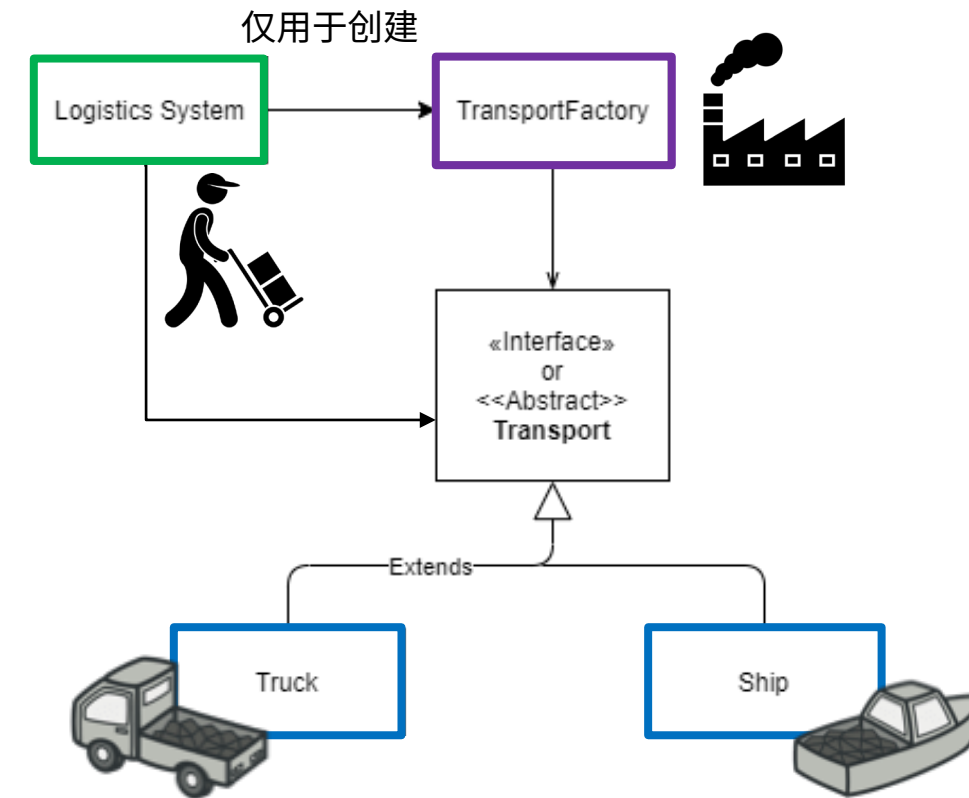 仅用于创建
Logistics System
TransportFactory
«Interface»
or
<<Abstract>>
Transport
Extends
Truck
Ship